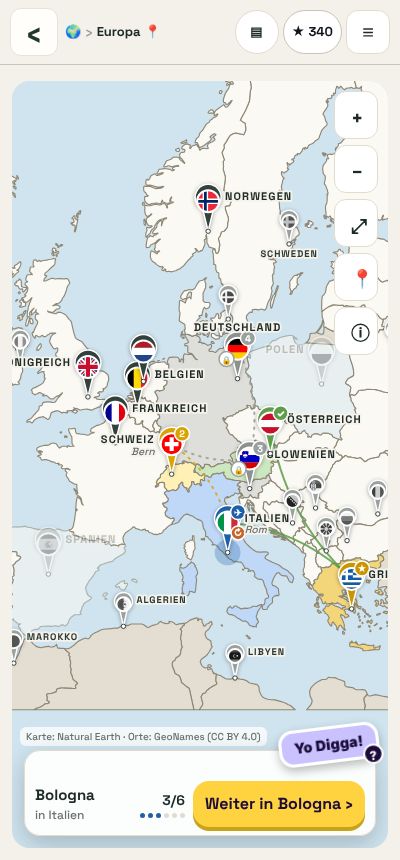 <
🌍 > Europa 📍
★ 340
≡
+
−
NORWEGEN
SCHWEDEN
DEUTSCHLAND
4
POLEN
NIGREICH
BELGIEN
FRANKREICH
ÖSTERREICH
SCHWEIZ
2
Bern
3
SLOWENIEN
ITALIEN
Rom
SPANIEN
GRI
ALGERIEN
MAROKKO
LIBYEN
Karte: Natural Earth · Orte: GeoNames (CC BY 4.0)
Yo Digga!
?
Bologna
in Italien
3/6
Weiter in Bologna >